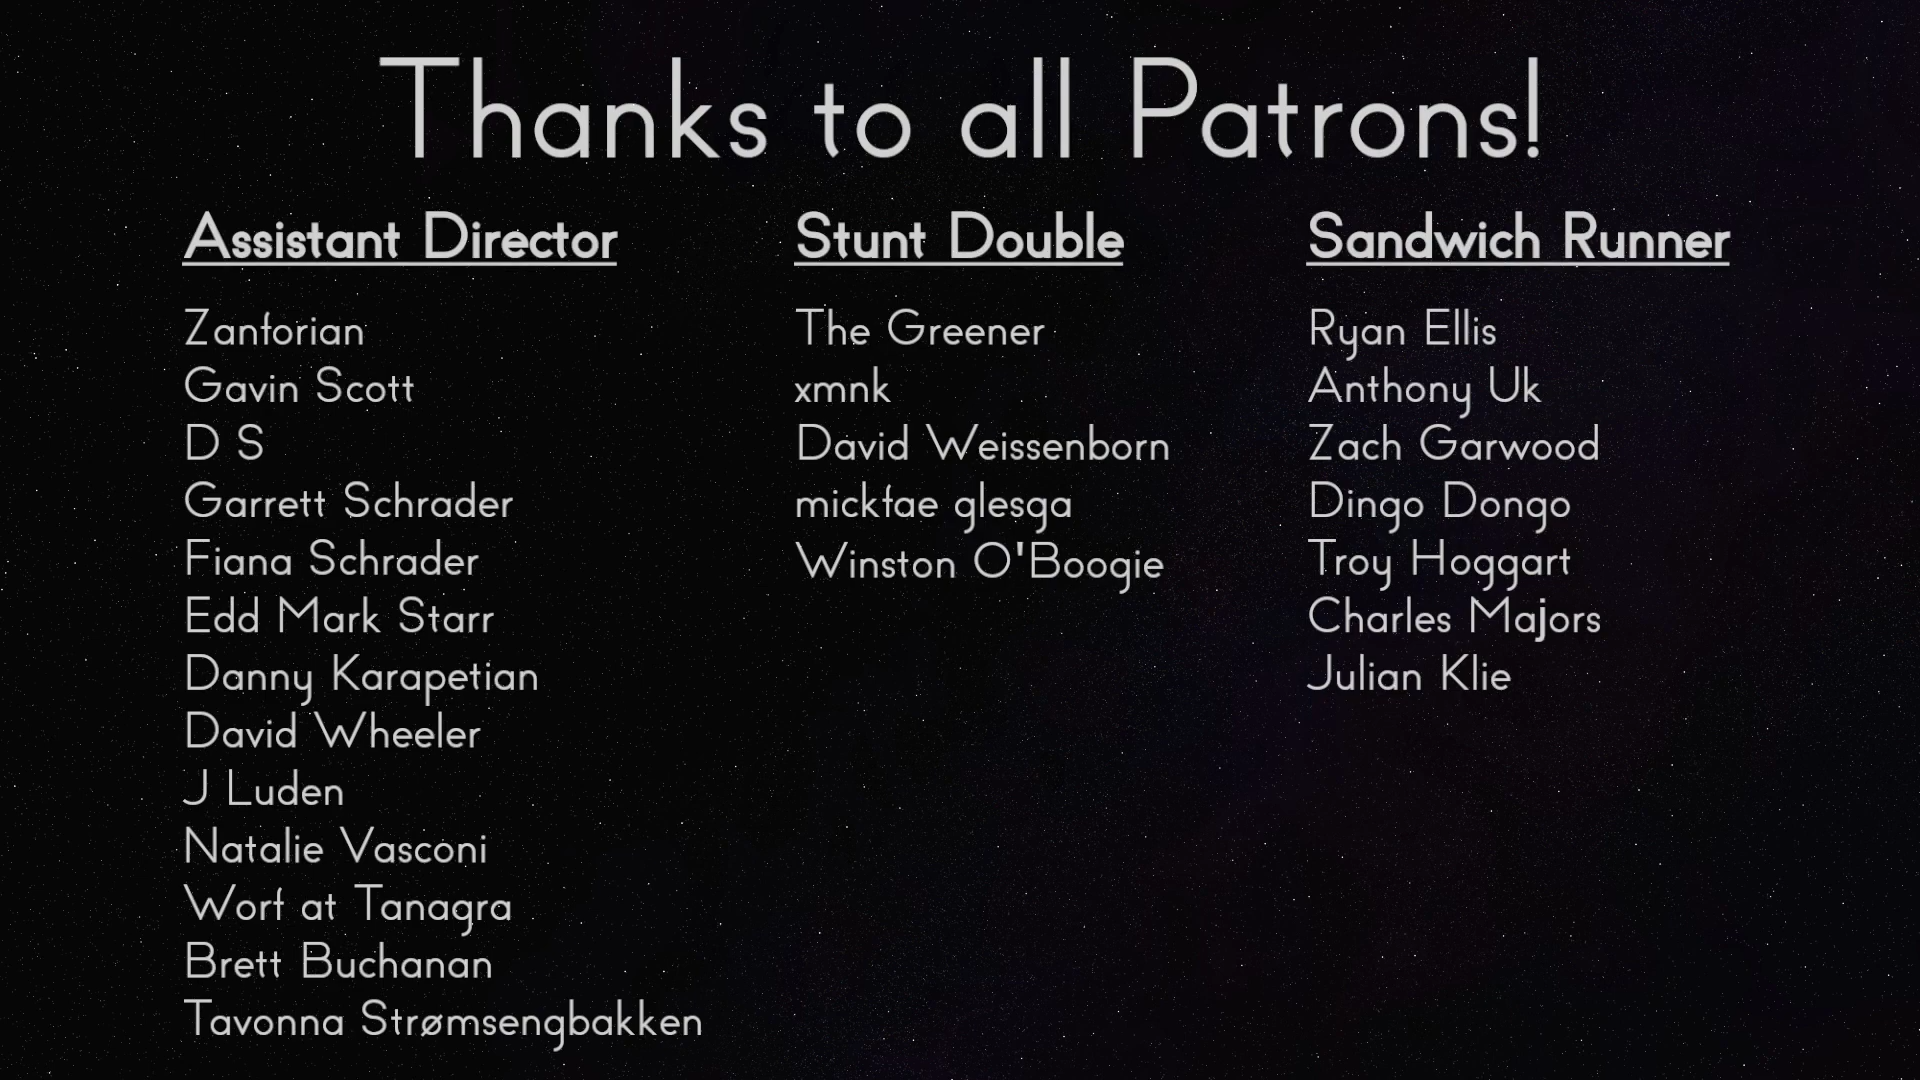 Thanks to all Patrons!
Assistant Director
Zanforian
Gavin Scott
D S
Garrett Schrader
Fiana Schrader
Edd Mark Starr
Danny Karapetian
David Wheeler
J Luden
Natalie Vasconi
Worf at Tanagra
Brett Buchanan
Tavonna Strømsengbakken
Stunt Double
The Greener
xmnk
David Weissenborn
mickfae glesga
Winston O'Boogie
Sandwich Runner
Ryan Ellis
Anthony Uk
Zach Garwood
Dingo Dongo
Troy Hoggart
Charles Majors
Julian Klie